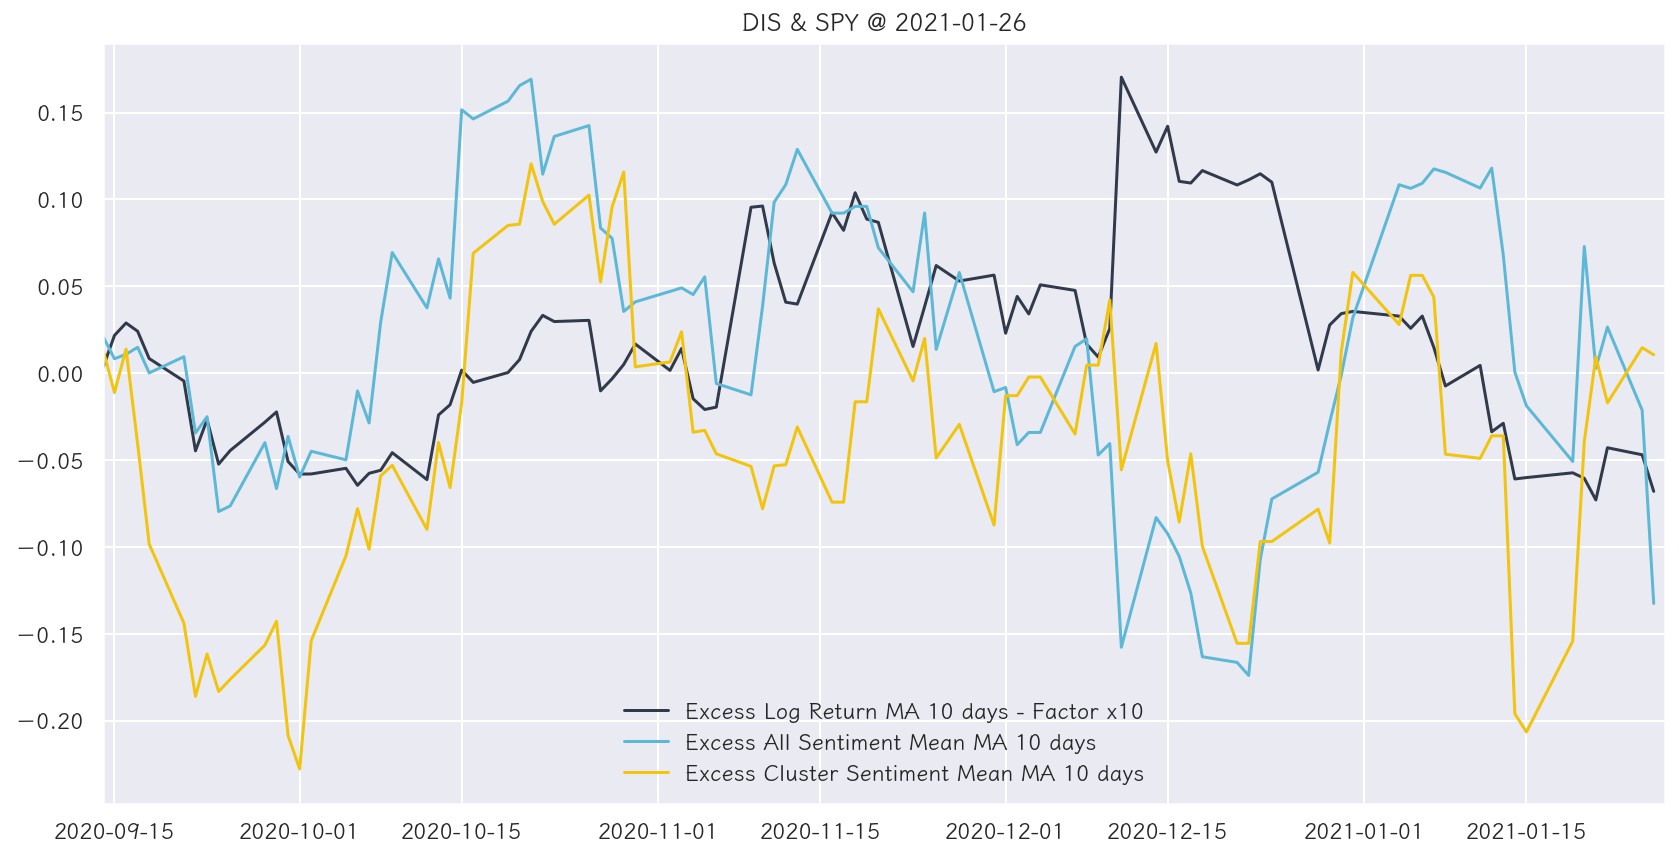 DIS & SPY @ 2021-01-26
0.15
0.10
0.05
0.00
−0.05
−0.10
−0.15
−0.20
Excess Log Return MA 10 days - Factor x10
Excess All Sentiment Mean MA 10 days
Excess Cluster Sentiment Mean MA 10 days
2020-09-15 2020-10-01 2020-10-15 2020-11-01 2020-11-15 2020-12-01 2020-12-15 2021-01-01 2021-01-15